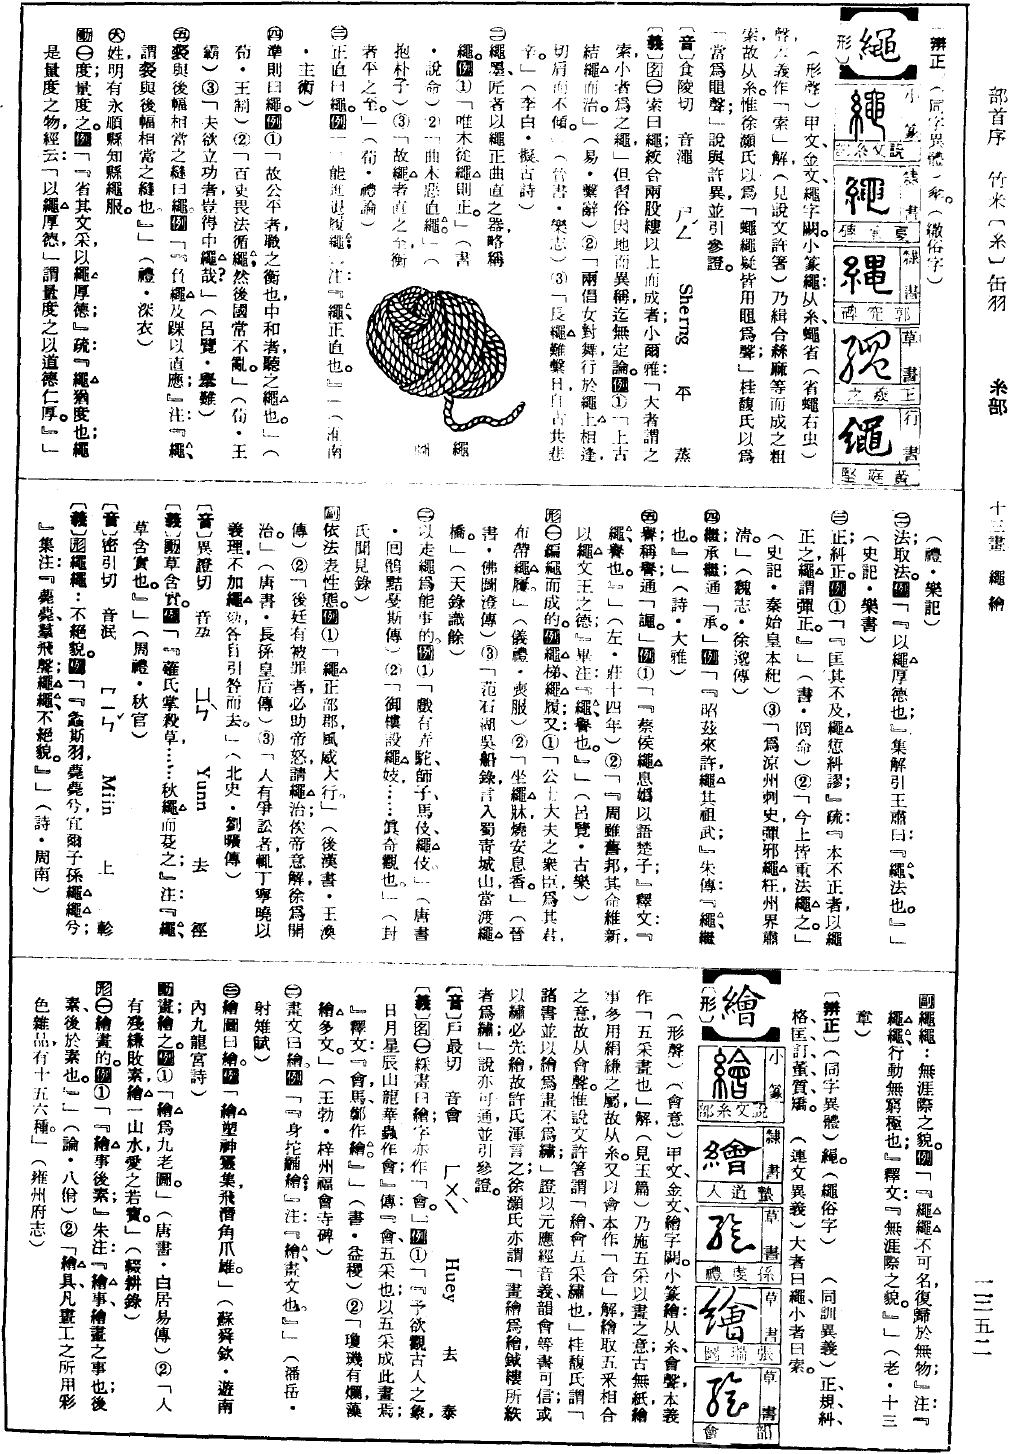 部首序　竹米〔糸〕缶羽　糸部　十三畫　繩繪　一三五二
〔辨正〕（同字異體）䋲。（繳俗字）
繩
〔形〕
小篆　說文系部
隸書　夏承碑
隸書　郭究碑
草書　王羲之
行書　黃庭堅
（形聲）甲文、金文繩字闕。小篆繩：从糸、蠅省（省蠅右虫）
聲，本義作「索」解（見說文許箸）乃緝合絲麻等而成之粗
索，故从糸。惟徐灝氏以爲「蠅繩疑皆用黽爲聲」；桂馥氏以爲
「當爲黽聲」；說與許異，並引參證。
〔音〕食陵切　音澠　ㄕㄥˊ　Sherng　平　蒸
〔義〕名㊀索曰繩；絞合兩股縷以上而成者；小爾雅「大者謂之
索，小者爲之繩」但習俗因地而異稱，迄無定論。例①「上古
結繩而治。」（易・繫辭）②「兩倡女對舞，行於繩上，相逢
切肩而不傾。」（晉書・樂志）③「長繩難繫日，自古共悲
辛。」（李白・擬古詩）
㊁繩墨，匠者以繩正曲直之器略稱
繩。例①「唯木從繩則正。」（書
・說命）②「曲木惡直繩。」（
抱朴子）③「故繩者，直之至；衡
者，平之至。」（荀・禮論）
繩圖
㊂正直曰繩。例「『能進退履繩。』注：『繩，正直也。』」（淮南
・主術）
㊃準則曰繩。例①「故公平者，職之衡也；中和者，聽之繩也。」（
荀・王制）②「百吏畏法循繩，然後國常不亂。」（荀・王
霸）③「夫欲立功者，豈得中繩哉？」（呂覽・舉難）
㊄裻與後幅相當之縫曰繩。例「『負繩及踝以直應。』注：『繩，
謂裻與後幅相當之縫也。』」（禮・深衣）
㊅姓，明有永順縣知縣繩服。
動㊀度；量度之。例「『省其文采，以繩厚德。』疏：『繩，猶度也；繩
是量度之物；經云：「以繩厚德。」謂量度之以道德仁厚。』」
（禮・樂記）
㊁法；取法。例「『以繩厚德也。』集解引王肅曰：『繩，法也。』」
（史記・樂書）
㊂正；糾正。例①「『匡其不及，繩愆糾謬。』疏：『木不正者，以繩
正之；繩，謂彈正。』」（書・冏命）②「今上皆重法繩之。」
（史記・秦始皇本紀）③「爲涼州刺史，彈邪繩枉，州界肅
清。」（魏志・徐邈傳）
㊃繼承；繼，通「承」。例「『昭茲來許，繩其祖武。』朱傳：『繩，繼
也。』」（詩・大雅）
㊄譽；稱譽；通「譝」。例①「『蔡侯繩息嬀以語楚子。』釋文：『
繩，譽也。』」（左・莊十四年）②「『周雖舊邦，其命維新，
以繩文王之德。』畢注：『繩，譽也。』」（呂覽・古樂）
形㊀編繩而成的。例繩梯、繩履。又：①「公士大夫之衆臣，爲其君，
布帶繩屨。」（儀禮・喪服）②「坐繩牀，燒安息香。」（晉
書・佛圖澄傳）③「范石湖吳船錄，言入蜀青城山，當渡繩
橋。」（天錄識餘）
㊁以走繩爲能事的。例①「戲有弄駝師子、馬伎、繩伎。」（唐書
・回鶻黠戛斯傳）②「御樓設繩妓，……眞奇觀也。」（封
氏聞見錄）
副依法；表性態。例①「繩正部郡，風威大行。」（後漢書・王渙
傳）②「後廷有被罪者，必助帝怒請繩治，俟帝意解，徐爲開
治。」（唐書・長孫皇后傳）③「人有爭訟者，輒丁寧曉以
義理，不加繩劾，各自引咎而去。」（北史・劉曠傳）
〔音〕異證切　音孕　ㄩㄣˋ　Yunn　去　徑
〔義〕動草含實。例「『薙氏掌殺草，……秋繩而芟之。』注：『繩，
草含實也。』」（周禮・秋官）
〔音〕密引切　音泯　ㄇㄧㄣˇ　Miin　上　軫
〔義〕形繩繩：不絕貌。例「『螽斯羽，薨薨兮；宜爾子孫，繩繩兮。
』集注：『薨薨，羣飛聲；繩繩，不絕貌。』」（詩・周南）
副繩繩：無涯際之貌。例「『繩繩不可名，復歸於無物。』注：『
繩繩，行動無窮極也。』釋文：『無涯際之貌。』」（老・十三
章）
〔辨正〕（同字異體）縄。（繩俗字）　（同訓異義）正、規、糾、
格、匡、訂、董、質、矯。　（連文異義）大者曰繩，小者曰索。
繪
〔形〕
小篆　說文系部
隸書　蟄道人
草書　孫虔禮
草書　張瑞圖
草書　韻會
（形聲）（會意）甲文、金文繪字闕。小篆繪：从糸、會聲，本義
作「五采畫也」解（見玉篇）乃施五采以畫之意；古無紙，繪
事多用絹縑之屬，故从糸。又以會本作「合」解，繪取五采相合
之意，故从會聲。惟說文許箸謂「繪，會五采繡也」；桂馥氏謂「
諸書並以繪爲畫，不爲繡」，證以元應經音義、韻會等書可信；或
以繡必先繪，故許氏渾言之；徐灝氏亦謂「畫繪爲繪，鍼縷所紩
者爲繡」，說亦可通，並引參證。
〔音〕戶最切　音會　ㄏㄨㄟˋ　Huey　去　泰
〔義〕名㊀綵畫曰繪，字亦作「會」。例①「『予欲觀古人之象，
日月星辰、山龍華蟲作會。』傳：『會，五采也，以五采成此畫焉。
』釋文：『會，馬鄭作繪。』」（書・益稷）②「瓊璣有爛，藻
繪多文。」（王勃・梓州福會寺碑）
㊁畫文曰繪。例「『身挖黼繪。』注：『繪，畫文也。』」（潘岳・
射雉賦）
㊂繪圖曰繪。例「繪塑神靈集，飛潛角爪雄。」（蘇舜欽・遊南
內九龍宮詩）
動畫；繪之。例①「繪爲九老圖。」（唐書・白居易傳）②「人
有殘縑敗素，繪一山水，愛之若寶。」（輟耕錄）
形㊀繪畫的。例①「『繪事後素。』朱注：『繪事，繪畫之事也；後
素，後於素也。』」（論・八佾）②「繪具，凡畫工之所用，彩
色雜品，有十五六種。」（雍州府志）